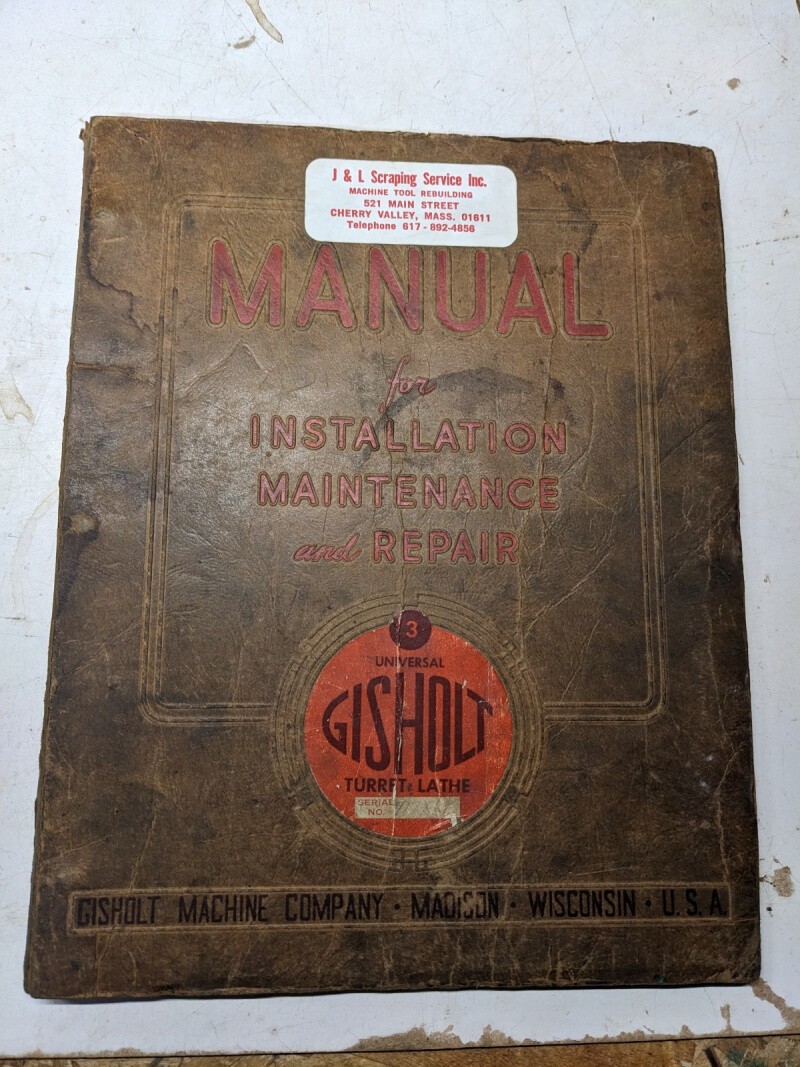 J & L Scraping Service Inc.
MACHINE TOOL REBUILDING
521 MAIN STREET
CHERRY VALLEY, MASS. 01611
Telephone 617 - 892-4856
MANUAL
for
INSTALLATION
MAINTENANCE
and REPAIR
3
UNIVERSAL
GISHOLT
TURRET LATHE
SERIAL
NO.
GISHOLT MACHINE COMPANY • MADISON • WISCONSIN • U. S. A.